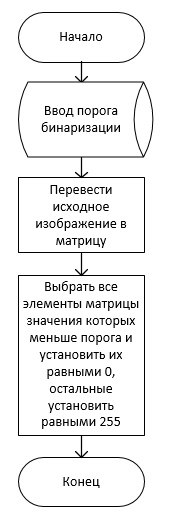 Начало
Ввод порога
бинаризации
Перевести
исходное
изображение в
матрицу
Выбрать все
элементы матрицы
значения которых
меньше порога и
установить их
равными 0,
остальные
установить
равными 255
Конец